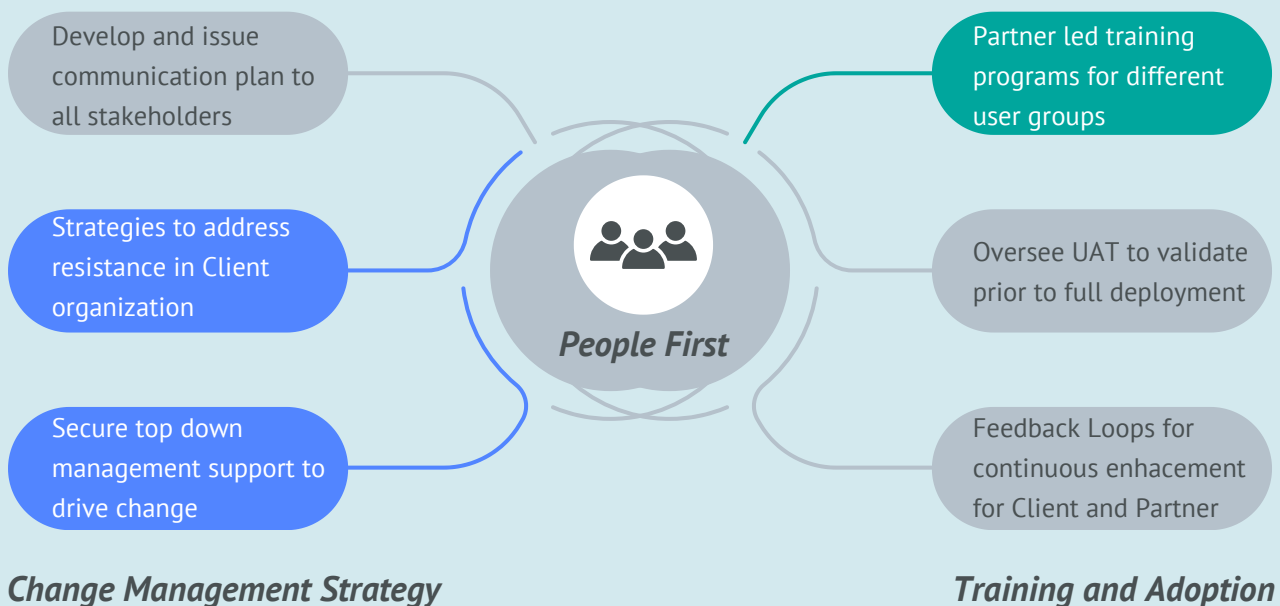 Develop and issue
communication plan to
all stakeholders
Strategies to address
resistance in Client
organization
Secure top down
management support to
drive change
People First
Partner led training
programs for different
user groups
Oversee UAT to validate
prior to full deployment
Feedback Loops for
continuous enhacement
for Client and Partner
Change Management Strategy
Training and Adoption